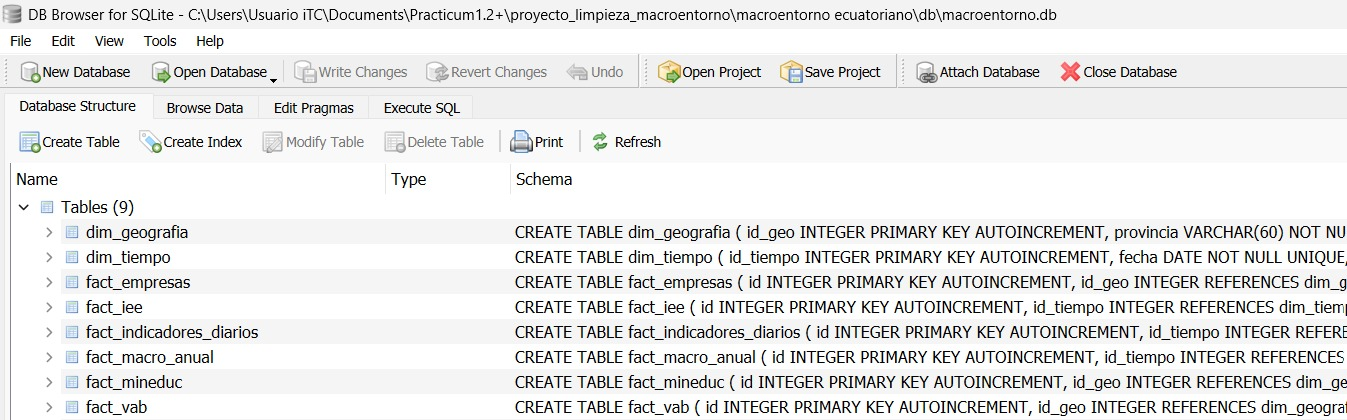 DB Browser for SQLite - C:\Users\Usuario iTC\Documents\Practicum1.2+\proyecto_limpieza_macroentorno\macroentorno ecuatoriano\db\macroentorno.db
File Edit View Tools Help
New Database Open Database Write Changes Revert Changes Undo Open Project Save Project Attach Database Close Database
Database Structure Browse Data Edit Pragmas Execute SQL
Create Table Create Index Modify Table Delete Table Print Refresh
Name Type Schema
Tables (9)
dim_geografia CREATE TABLE dim_geografia ( id_geo INTEGER PRIMARY KEY AUTOINCREMENT, provincia VARCHAR(60) NOT NU
dim_tiempo CREATE TABLE dim_tiempo ( id_tiempo INTEGER PRIMARY KEY AUTOINCREMENT, fecha DATE NOT NULL UNIQUE,
fact_empresas CREATE TABLE fact_empresas ( id INTEGER PRIMARY KEY AUTOINCREMENT, id_geo INTEGER REFERENCES dim_g
fact_iee CREATE TABLE fact_iee ( id INTEGER PRIMARY KEY AUTOINCREMENT, id_tiempo INTEGER REFERENCES dim_tiem
fact_indicadores_diarios CREATE TABLE fact_indicadores_diarios ( id INTEGER PRIMARY KEY AUTOINCREMENT, id_tiempo INTEGER REFERE
fact_macro_anual CREATE TABLE fact_macro_anual ( id INTEGER PRIMARY KEY AUTOINCREMENT, id_tiempo INTEGER REFERENCES
fact_mineduc CREATE TABLE fact_mineduc ( id INTEGER PRIMARY KEY AUTOINCREMENT, id_geo INTEGER REFERENCES dim_ge
fact_vab CREATE TABLE fact_vab ( id INTEGER PRIMARY KEY AUTOINCREMENT, id_geo INTEGER REFERENCES dim_geografia